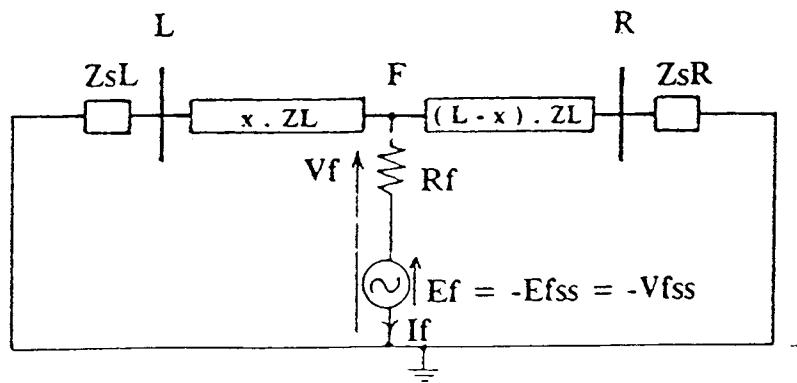 L
R
ZsL
F
ZsR
x . ZL
(L - x) . ZL
Vf
Rf
Ef = -Efss = -Vfss
If